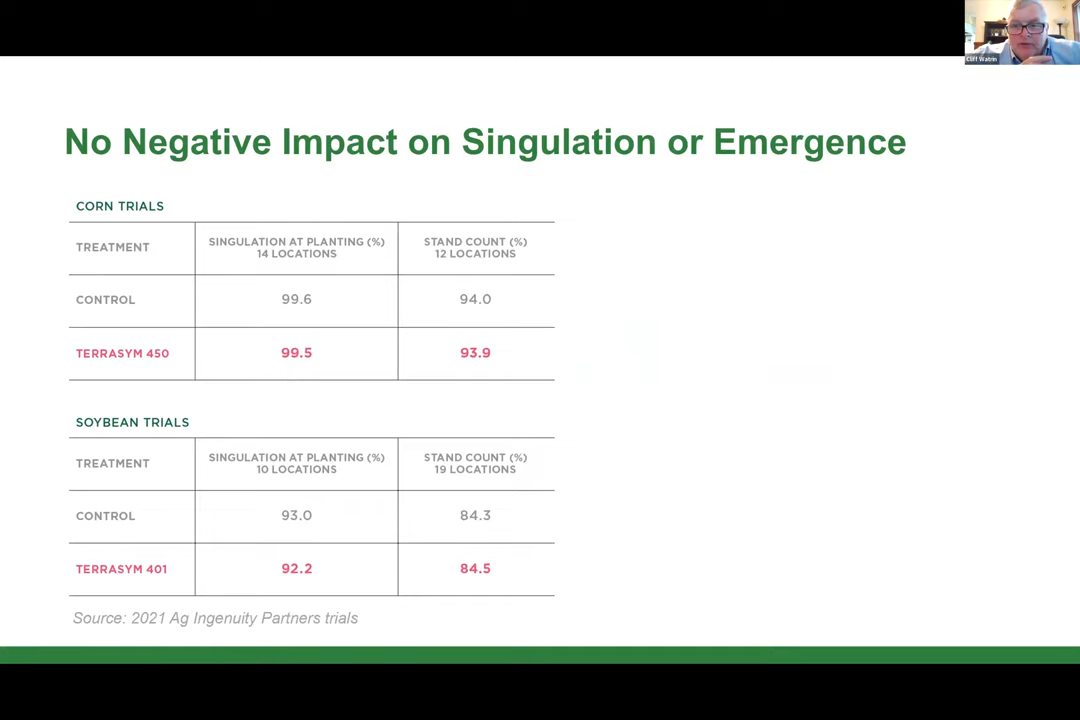 Cliff Watrin
No Negative Impact on Singulation or Emergence
CORN TRIALS
TREATMENT
SINGULATION AT PLANTING (%)
14 LOCATIONS
STAND COUNT (%)
12 LOCATIONS
CONTROL
99.6
94.0
TERRASYM 450
99.5
93.9
SOYBEAN TRIALS
TREATMENT
SINGULATION AT PLANTING (%)
10 LOCATIONS
STAND COUNT (%)
19 LOCATIONS
CONTROL
93.0
84.3
TERRASYM 401
92.2
84.5
Source: 2021 Ag Ingenuity Partners trials